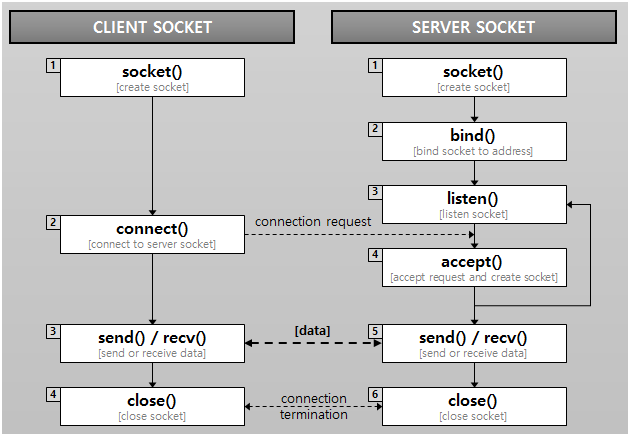 CLIENT SOCKET
SERVER SOCKET
1
socket()
[create socket]
1
socket()
[create socket]
2
bind()
[bind socket to address]
3
listen()
[listen socket]
2
connect()
[connect to server socket]
connection request
4
accept()
[accept request and create socket]
3
send() / recv()
[send or receive data]
[data]
5
send() / recv()
[send or receive data]
4
close()
[close socket]
connection
termination
6
close()
[close socket]